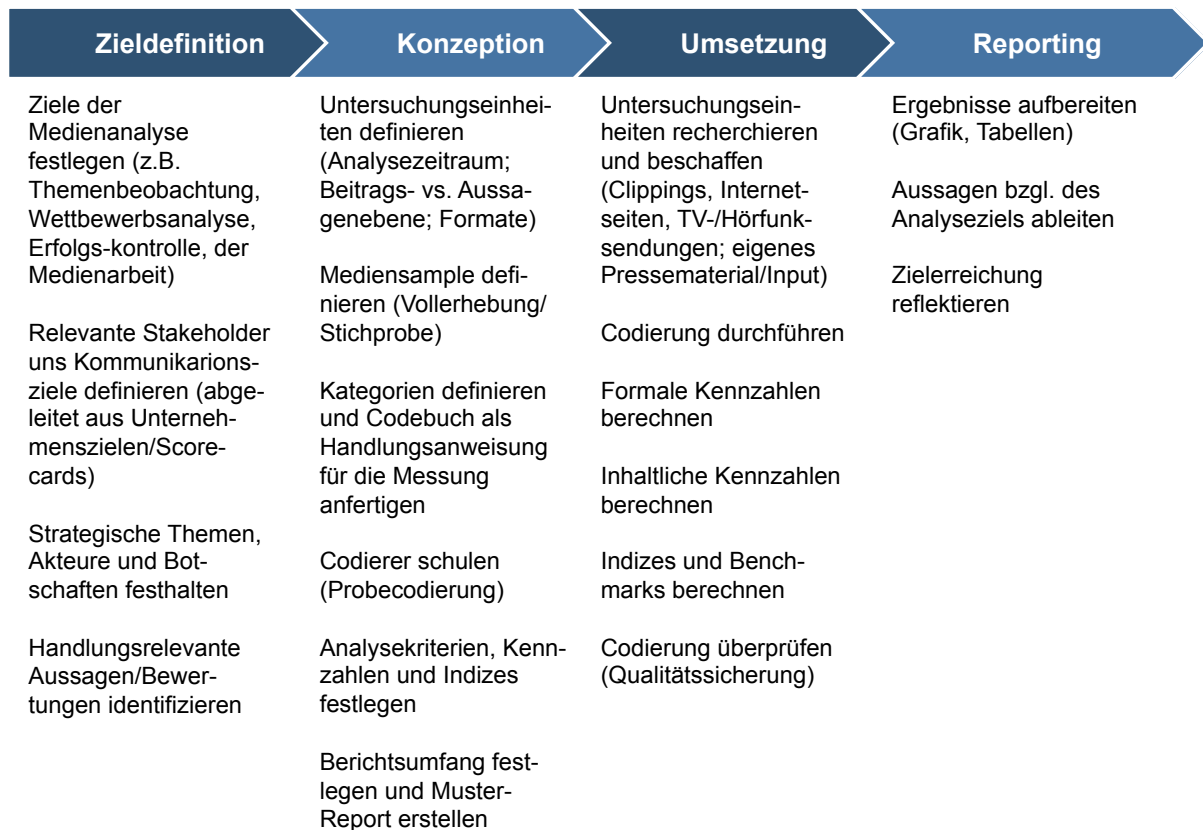 Zieldefinition
Konzeption
Umsetzung
Reporting
Ziele der
Medienanalyse
festlegen (z.B.
Themenbeobachtung,
Wettbewerbsanalyse,
Erfolgs-kontrolle, der
Medienarbeit)
Relevante Stakeholder
uns Kommunikarions-
ziele definieren (abge-
leitet aus Unterneh-
menszielen/Score-
cards)
Strategische Themen,
Akteure und Bot-
schaften festhalten
Handlungsrelevante
Aussagen/Bewer-
tungen identifizieren
Untersuchungseinhei-
ten definieren
(Analysezeitraum;
Beitrags- vs. Aussa-
genebene; Formate)
Mediensample defi-
nieren (Vollerhebung/
Stichprobe)
Kategorien definieren
und Codebuch als
Handlungsanweisung
für die Messung
anfertigen
Codierer schulen
(Probecodierung)
Analysekriterien, Kenn-
zahlen und Indizes
festlegen
Berichtsumfang fest-
legen und Muster-
Report erstellen
Untersuchungsein-
heiten recherchieren
und beschaffen
(Clippings, Internet-
seiten, TV-/Hörfunk-
sendungen; eigenes
Pressematerial/Input)
Codierung durchführen
Formale Kennzahlen
berechnen
Inhaltliche Kennzahlen
berechnen
Indizes und Bench-
marks berechnen
Codierung überprüfen
(Qualitätssicherung)
Ergebnisse aufbereiten
(Grafik, Tabellen)
Aussagen bzgl. des
Analyseziels ableiten
Zielerreichung
reflektieren